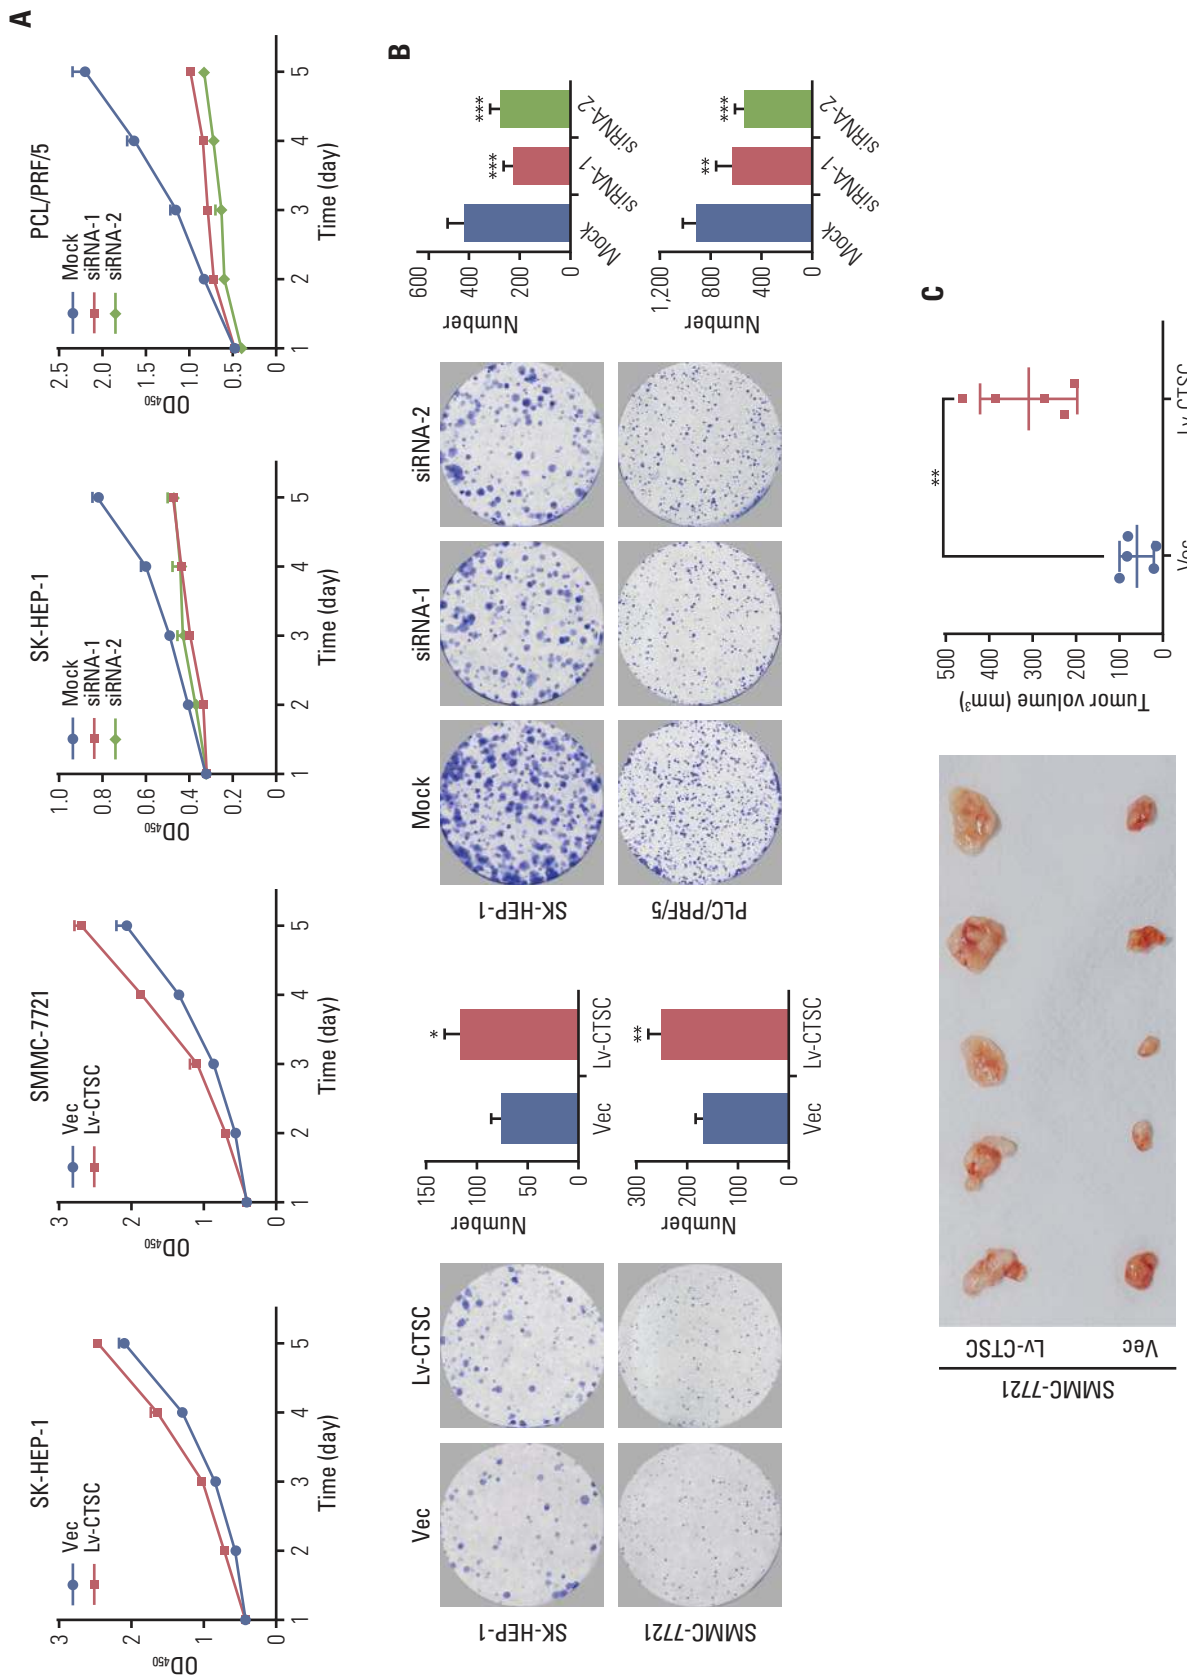 A
SK-HEP-1
Vec
Lv-CTSC
OD450
3
2
1
0
1 2 3 4 5
Time (day)
SMMC-7721
Vec
Lv-CTSC
OD450
3
2
1
0
1 2 3 4 5
Time (day)
SK-HEP-1
Mock
siRNA-1
siRNA-2
OD450
1.0
0.8
0.6
0.4
0.2
0
1 2 3 4 5
Time (day)
PCL/PRF/5
Mock
siRNA-1
siRNA-2
OD450
2.5
2.0
1.5
1.0
0.5
0
1 2 3 4 5
Time (day)
B
Vec Lv-CTSC
SK-HEP-1
SMMC-7721
Number
150
100
50
0
*
Vec Lv-CTSC
Number
300
200
100
0
**
Vec Lv-CTSC
Mock siRNA-1 siRNA-2
SK-HEP-1
PLC/PRF/5
Number
600
400
200
0
*** ***
Mock siRNA-1 siRNA-2
Number
1,200
800
400
0
** ***
Mock siRNA-1 siRNA-2
C
SMMC-7721
Lv-CTSC
Vec
Tumor volume (mm³)
500
400
300
200
100
0
**
Vec Lv-CTSC